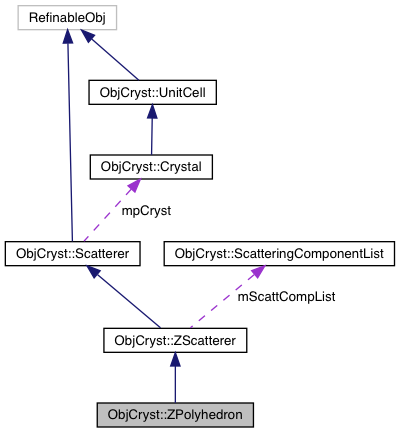 RefinableObj
ObjCryst::UnitCell
ObjCryst::Crystal
mpCryst
ObjCryst::Scatterer
ObjCryst::ScatteringComponentList
mScattCompList
ObjCryst::ZScatterer
ObjCryst::ZPolyhedron